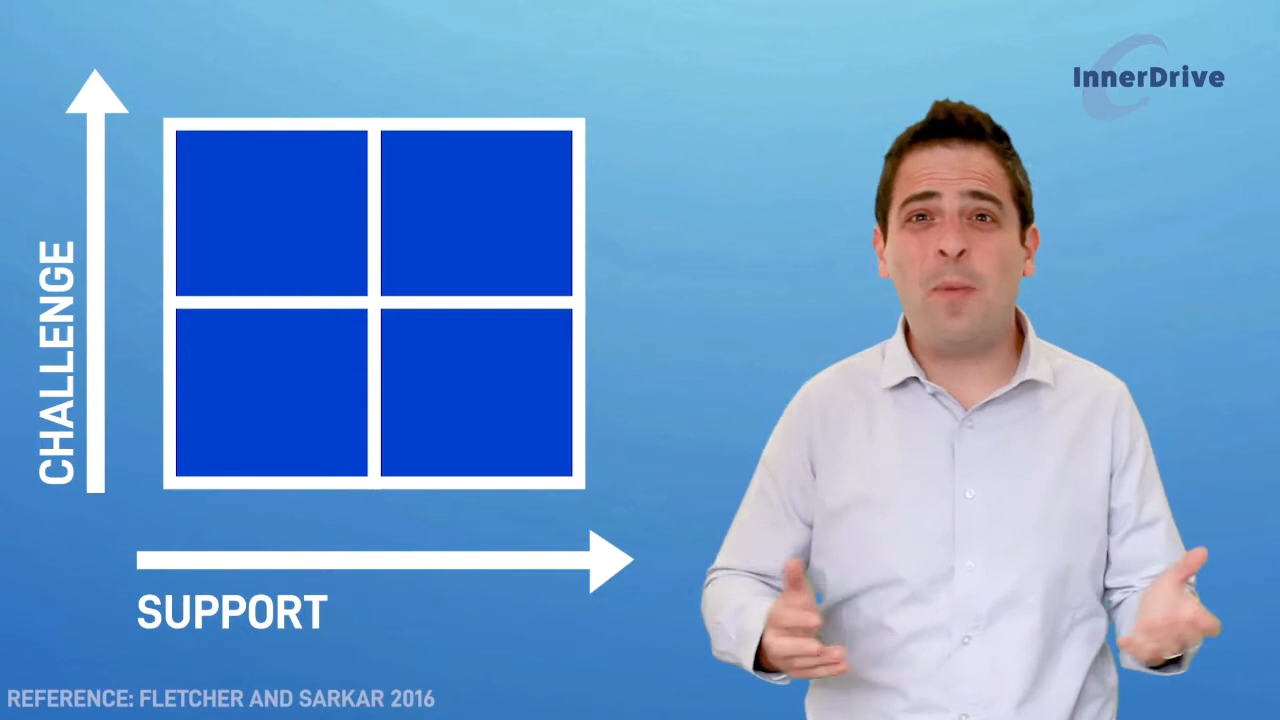 InnerDrive
CHALLENGE
SUPPORT
REFERENCE: FLETCHER AND SARKAR 2016